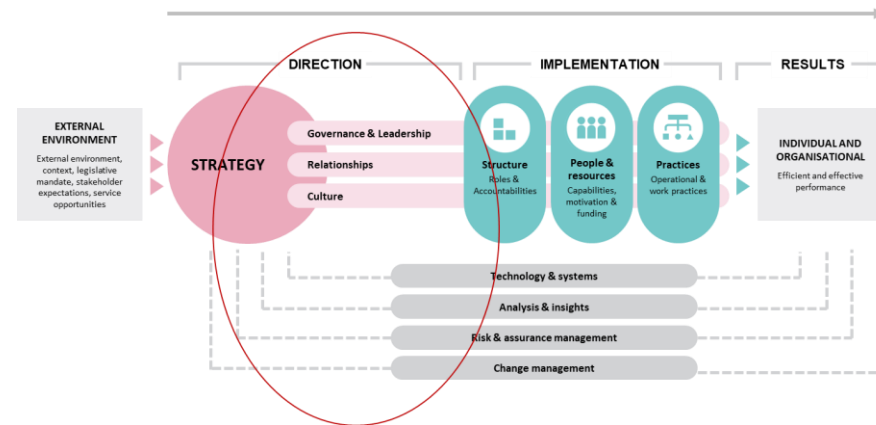 DIRECTION
IMPLEMENTATION
RESULTS
EXTERNAL
ENVIRONMENT
External environment,
context, legislative
mandate, stakeholder
expectations, service
opportunities
STRATEGY
Governance & Leadership
Relationships
Culture
Structure
Roles &
Accountabilities
People &
resources
Capabilities,
motivation &
funding
Practices
Operational &
work practices
INDIVIDUAL AND
ORGANISATIONAL
Efficient and effective
performance
Technology & systems
Analysis & insights
Risk & assurance management
Change management